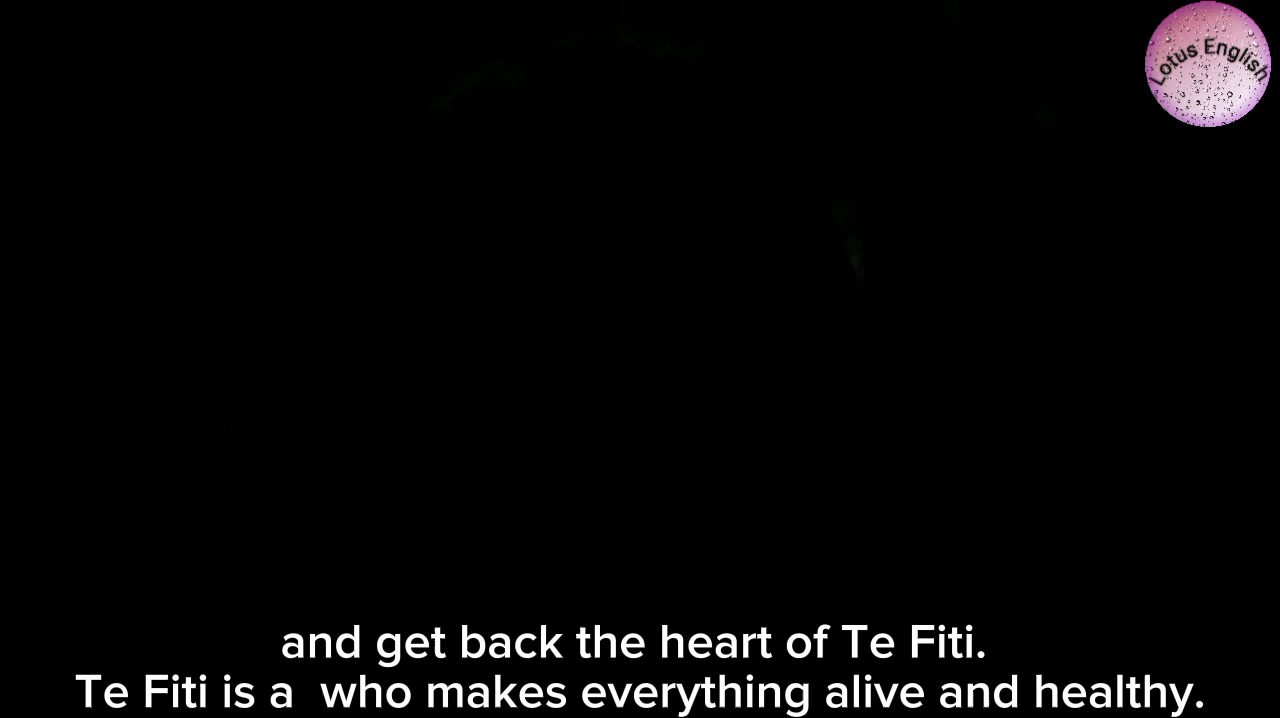 Lotus English
and get back the heart of Te Fiti.
Te Fiti is a  who makes everything alive and healthy.